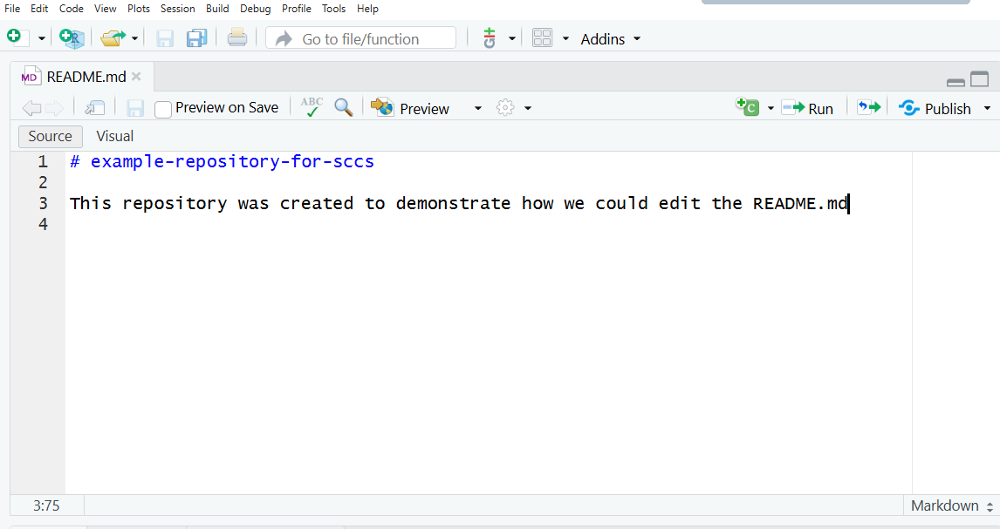 File Edit Code View Plots Session Build Debug Profile Tools Help
R Go to file/function Addins
MD README.md
Preview on Save ABC Preview C Run Publish
Source Visual
1 # example-repository-for-sccs
2
3 This repository was created to demonstrate how we could edit the README.md
4
3:75 Markdown